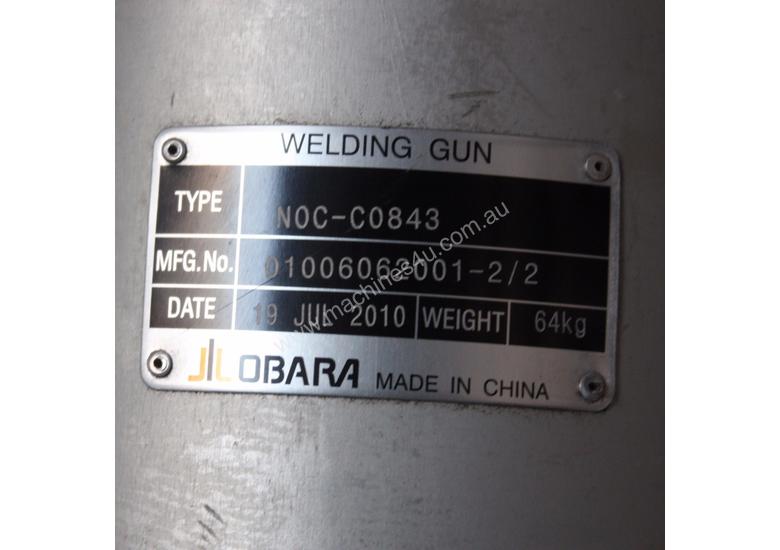 WELDING GUN
TYPE NOC-C0843
MFG.No. 01006062001-2/2
DATE 19 JUL 2010 WEIGHT 64kg
OBARA MADE IN CHINA
www.machines4u.com.au